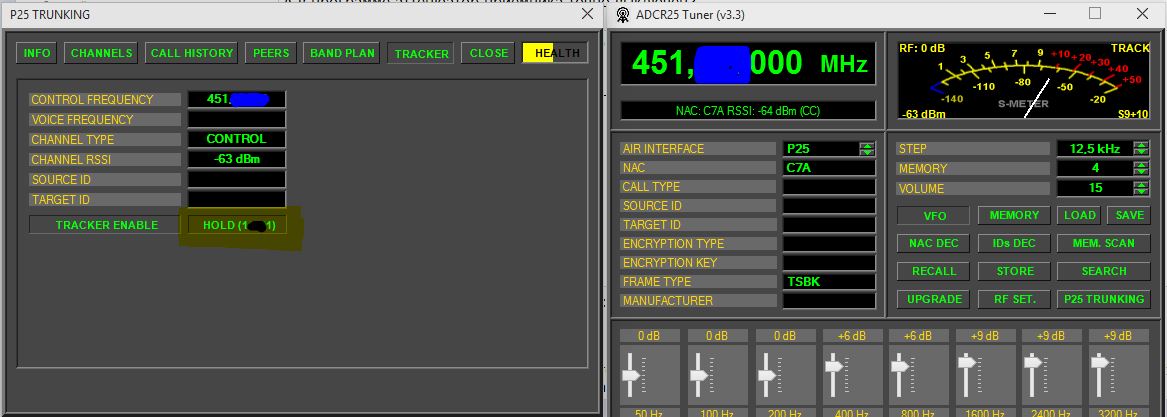 P25 TRUNKING
INFO CHANNELS CALL HISTORY PEERS BAND PLAN TRACKER CLOSE HEALTH
CONTROL FREQUENCY 451.
VOICE FREQUENCY
CHANNEL TYPE CONTROL
CHANNEL RSSI -63 dBm
SOURCE ID
TARGET ID
TRACKER ENABLE HOLD (1 1)
ADCR25 Tuner (v3.3)
451, 000 MHz
NAC: C7A RSSI: -64 dBm (CC)
RF: 0 dB TRACK
1 3 5 7 9 +10 +20 +30 +40 +50
-140 -110 -80 -50 -20
S-METER
-63 dBm S9+10
AIR INTERFACE P25
NAC C7A
CALL TYPE
SOURCE ID
TARGET ID
ENCRYPTION TYPE
ENCRYPTION KEY
FRAME TYPE TSBK
MANUFACTURER
STEP 12,5 kHz
MEMORY 4
VOLUME 15
VFO MEMORY LOAD SAVE
NAC DEC IDs DEC MEM. SCAN
RECALL STORE SEARCH
UPGRADE RF SET. P25 TRUNKING
0 dB 0 dB 0 dB +6 dB +6 dB +9 dB +9 dB +9 dB
50 Hz 100 Hz 200 Hz 400 Hz 800 Hz 1600 Hz 2400 Hz 3200 Hz